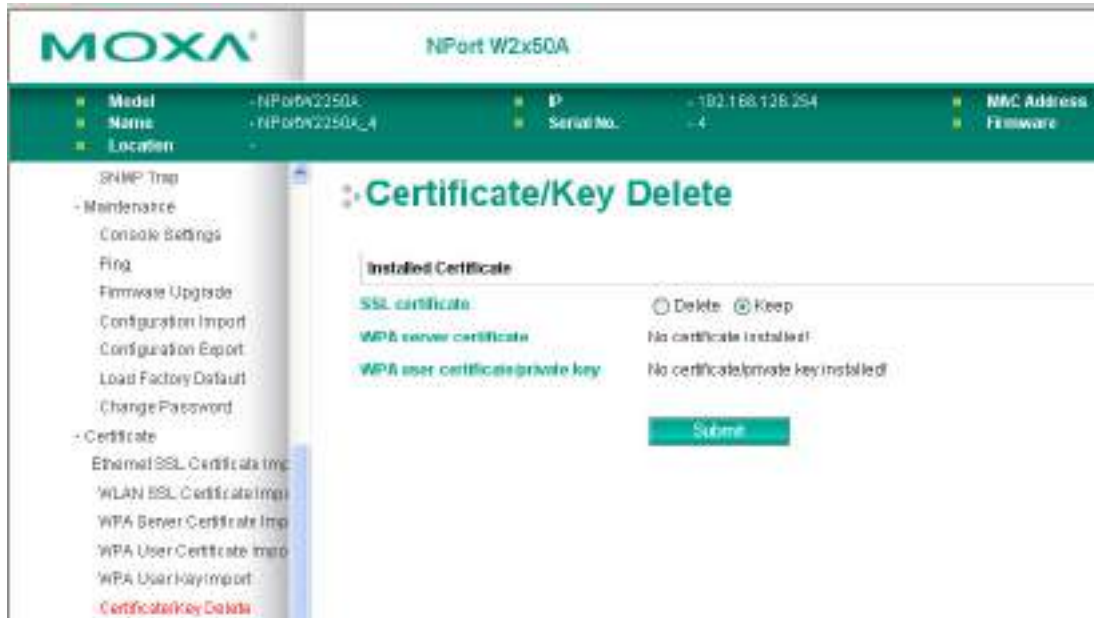 MOXA
NPort W2x50A
Model - NPortW2250A IP - 192.168.126.254 MAC Address
Name - NPortW2250A_4 Serial No. - 4 Firmware
Location -
SNMP Trap
Certificate/Key Delete
- Maintenance
Console Settings
Ping
Firmware Upgrade
Configuration Import
Configuration Export
Load Factory Default
Change Password
- Certificate
Ethernet SSL Certificate Imp
WLAN SSL Certificate Imp
WPA Server Certificate Imp
WPA User Certificate Impo
WPA User Key Import
Certificate/Key Delete
Installed Certificate
SSL certificate Delete Keep
WPA server certificate No certificate installed!
WPA user certificate/private key No certificate/private key installed!
Submit